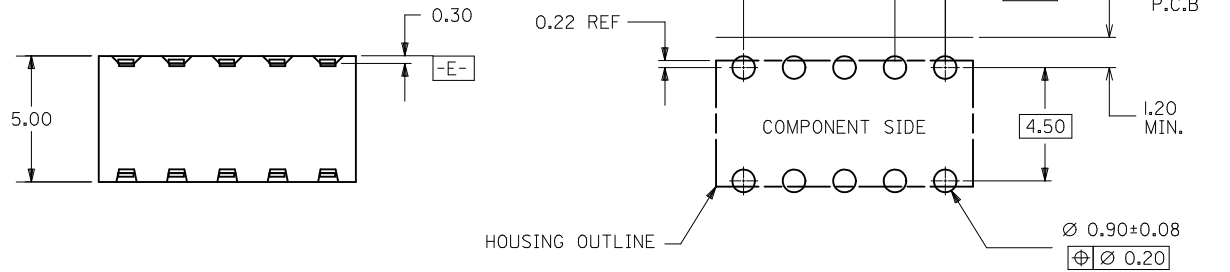 0.30
0.22 REF
P.C.B
-E-
5.00
COMPONENT SIDE
4.50
1.20
MIN.
HOUSING OUTLINE
Ø 0.90±0.08
⌖ Ø 0.20